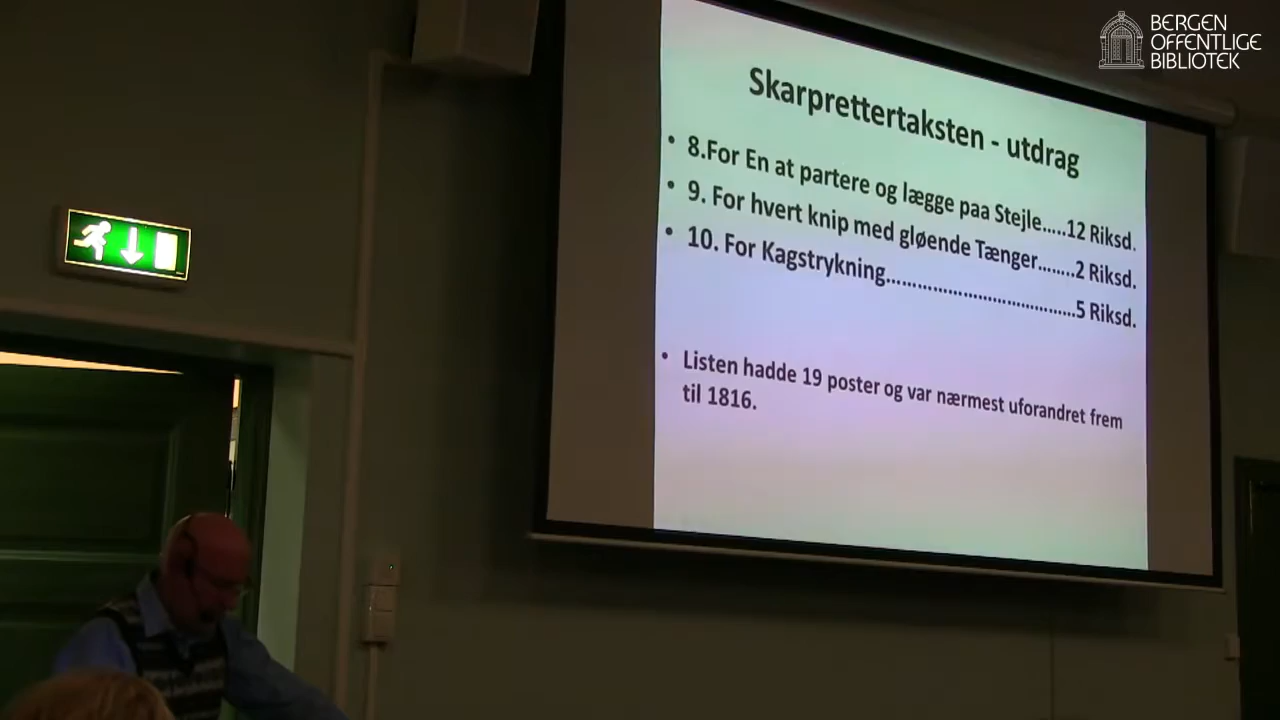 BERGEN
OFFENTLIGE
BIBLIOTEK
Skarprettertaksten - utdrag
• 8.For En at partere og lægge paa Stejle.....12 Riksd.
• 9. For hvert knip med gløende Tænger........2 Riksd.
• 10. For Kagstrykning.......................................5 Riksd.
• Listen hadde 19 poster og var nærmest uforandret frem
til 1816.